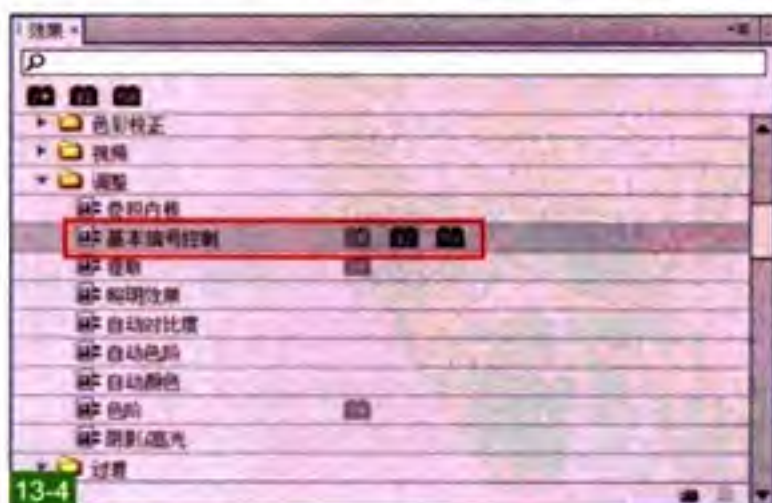 效果
色彩校正
视频
调整
卷积内核
基本信号控制
提取
照明效果
自动对比度
自动色阶
自动颜色
色阶
阴影/高光
过渡
13-4